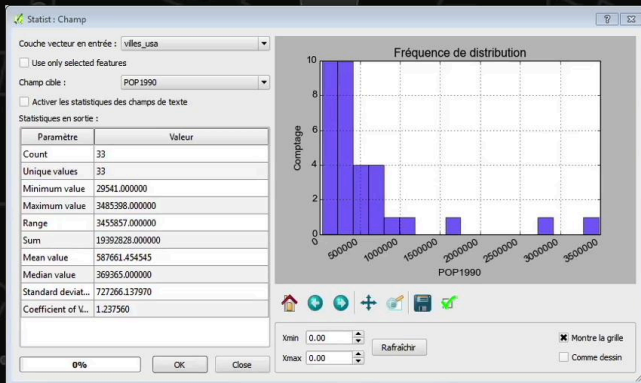 Statist : Champ
Couche vecteur en entrée : villes_usa
Use only selected features
Champ cible : POP1990
Activer les statistiques des champs de texte
Statistiques en sortie :
Paramètre Valeur
Count 33
Unique values 33
Minimum value 29541.000000
Maximum value 3485398.000000
Range 3455857.000000
Sum 19392828.000000
Mean value 587661.454545
Median value 369365.000000
Standard deviat... 727266.137970
Coefficient of V... 1.237560
0% OK Close
Fréquence de distribution
Comptage
10
8
6
4
2
0
0 500000 1000000 1500000 2000000 2500000 3000000 3500000
POP1990
Xmin 0.00
Xmax 0.00
Rafraîchir
Montre la grille
Comme dessin